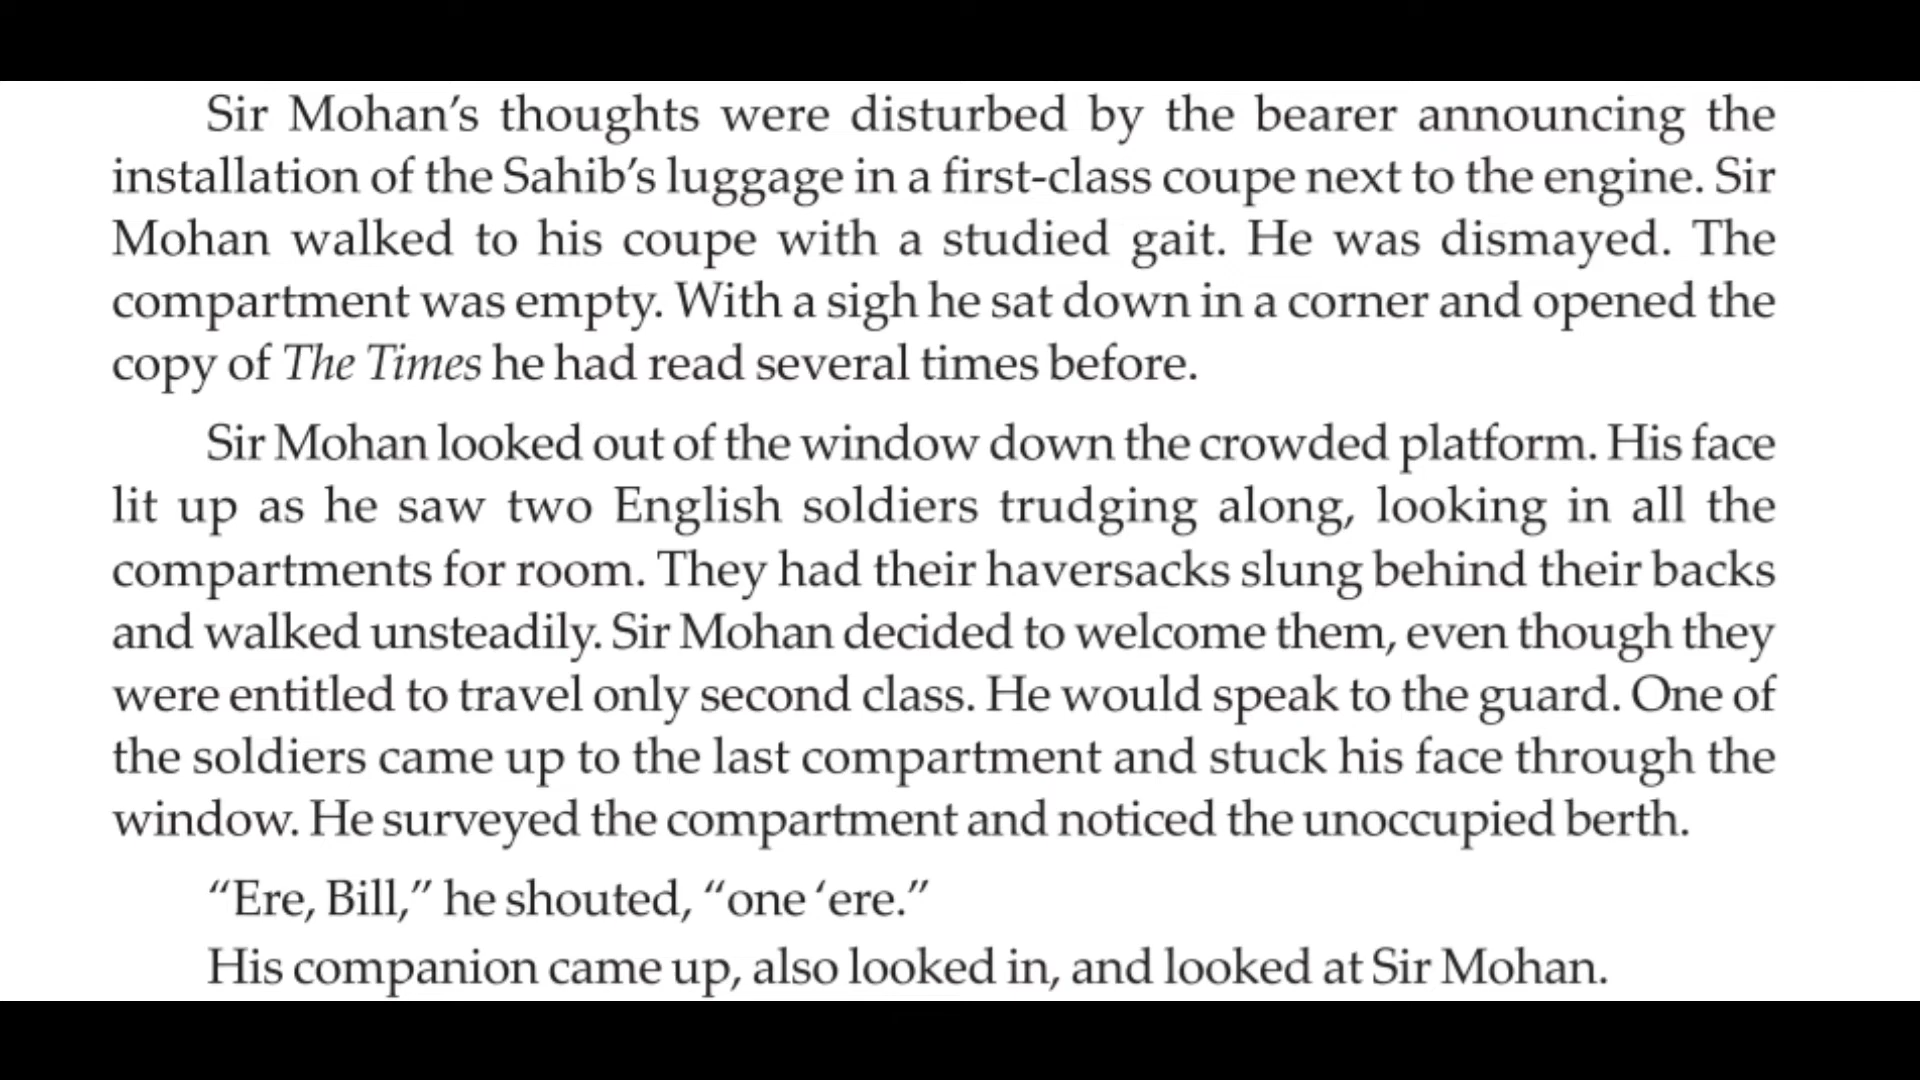 Sir Mohan’s thoughts were disturbed by the bearer announcing the
installation of the Sahib’s luggage in a first-class coupe next to the engine. Sir
Mohan walked to his coupe with a studied gait. He was dismayed. The
compartment was empty. With a sigh he sat down in a corner and opened the
copy of The Times he had read several times before.
Sir Mohan looked out of the window down the crowded platform. His face
lit up as he saw two English soldiers trudging along, looking in all the
compartments for room. They had their haversacks slung behind their backs
and walked unsteadily. Sir Mohan decided to welcome them, even though they
were entitled to travel only second class. He would speak to the guard. One of
the soldiers came up to the last compartment and stuck his face through the
window. He surveyed the compartment and noticed the unoccupied berth.
“Ere, Bill,” he shouted, “one ‘ere.”
His companion came up, also looked in, and looked at Sir Mohan.